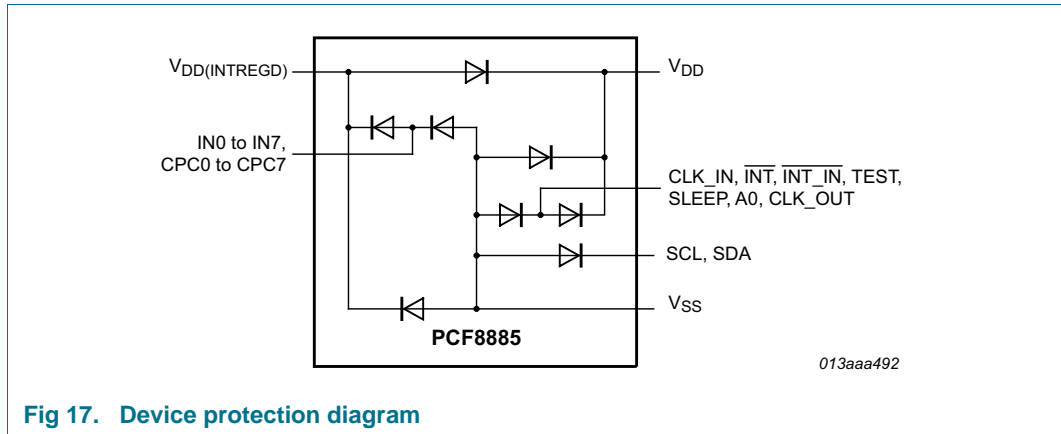 VDD(INTREGD)
VDD
IN0 to IN7,
CPC0 to CPC7
CLK_IN, INT, INT_IN, TEST,
SLEEP, A0, CLK_OUT
SCL, SDA
VSS
PCF8885
013aaa492
Fig 17. Device protection diagram